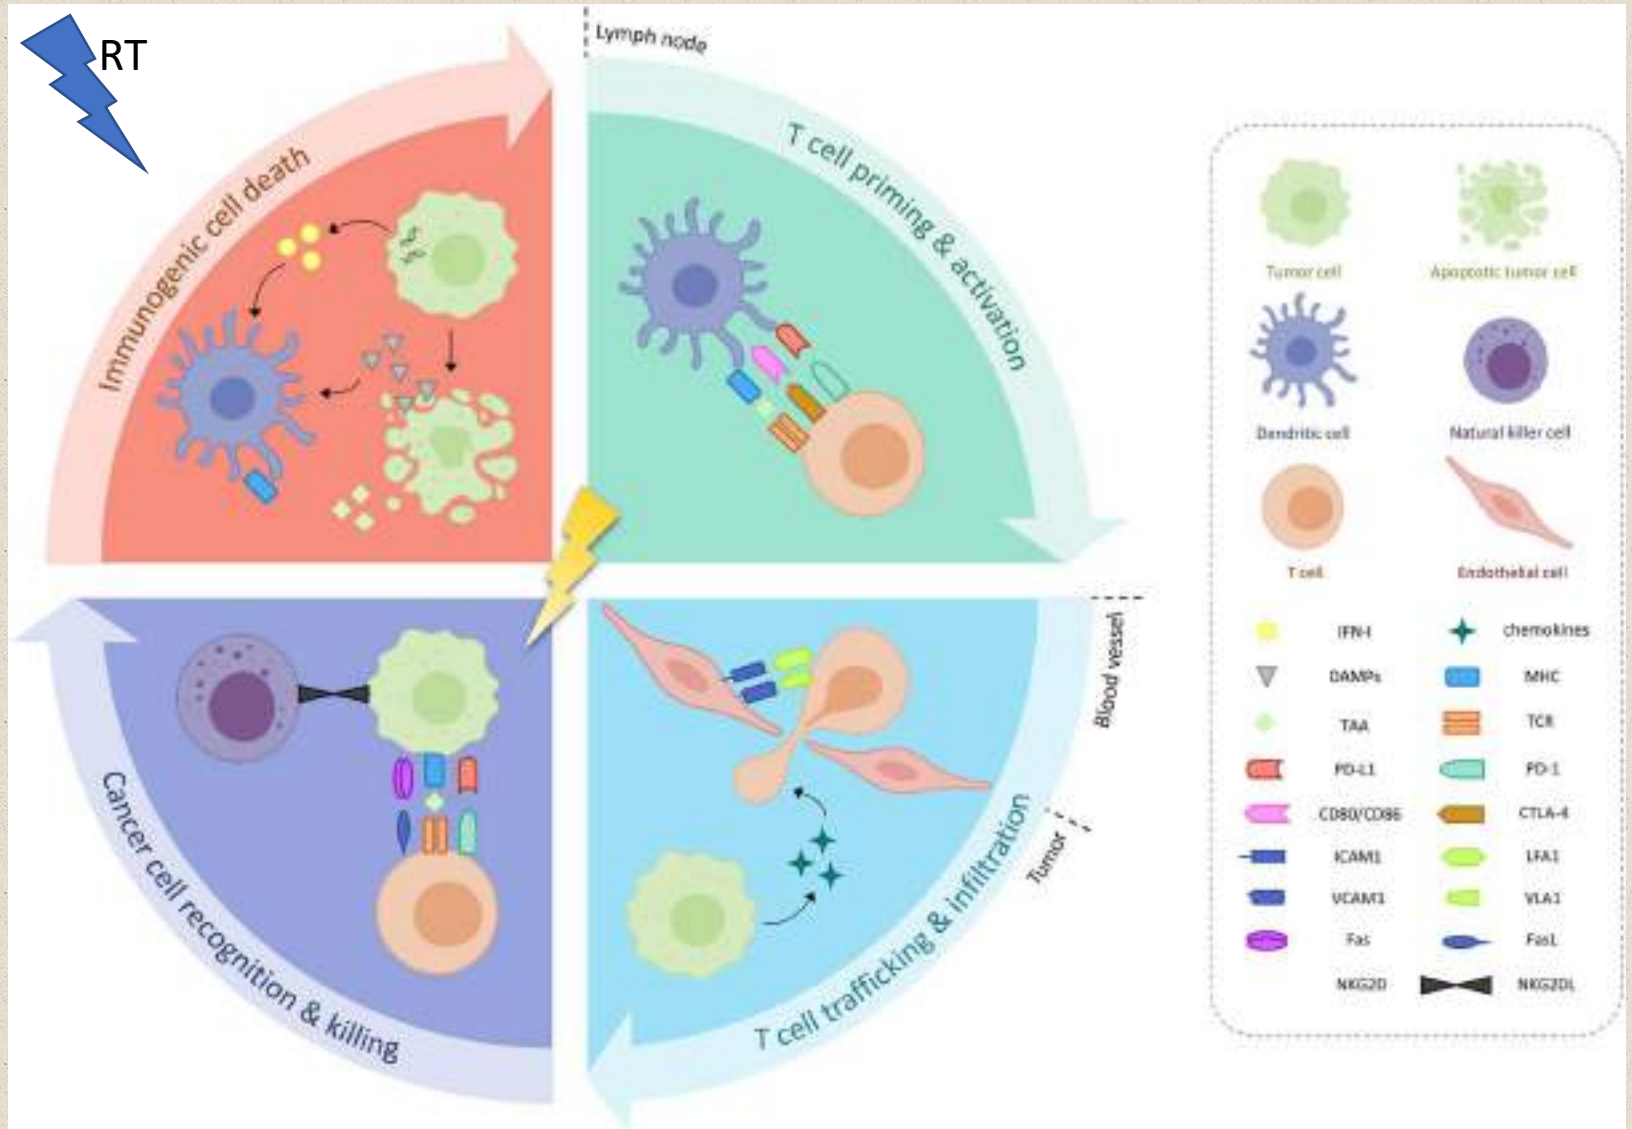 RT
Lymph node
Immunogenic cell death
T cell priming & activation
Blood vessel
Tumor
T cell trafficking & infiltration
Cancer cell recognition & killing
Tumor cell
Apoptotic tumor cell
Dendritic cell
Natural killer cell
T cell
Endothelial cell
IFN-I
chemokines
DAMPs
MHC
TAA
TCR
PD-L1
PD-1
CD80/CD86
CTLA-4
ICAM1
LFA1
VCAM1
VLA1
Fas
FasL
NKG2D
NKG2DL